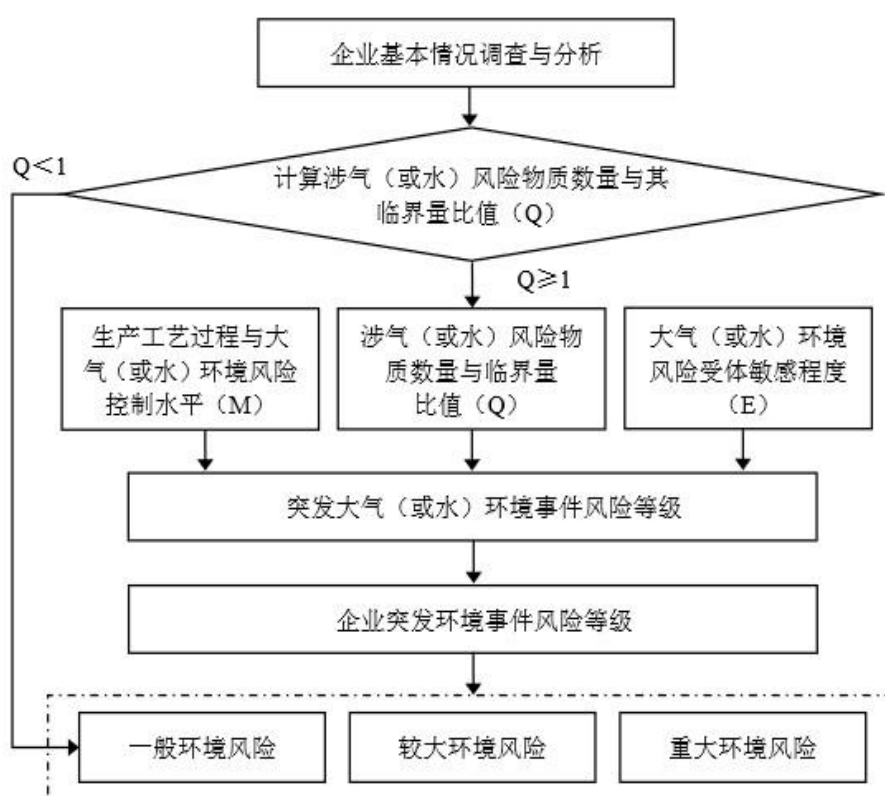 企业基本情况调查与分析
Q＜1
计算涉气（或水）风险物质数量与其
临界量比值（Q）
Q≥1
生产工艺过程与大
气（或水）环境风险
控制水平（M）
涉气（或水）风险物
质数量与临界量
比值（Q）
大气（或水）环境
风险受体敏感程度
（E）
突发大气（或水）环境事件风险等级
企业突发环境事件风险等级
一般环境风险
较大环境风险
重大环境风险